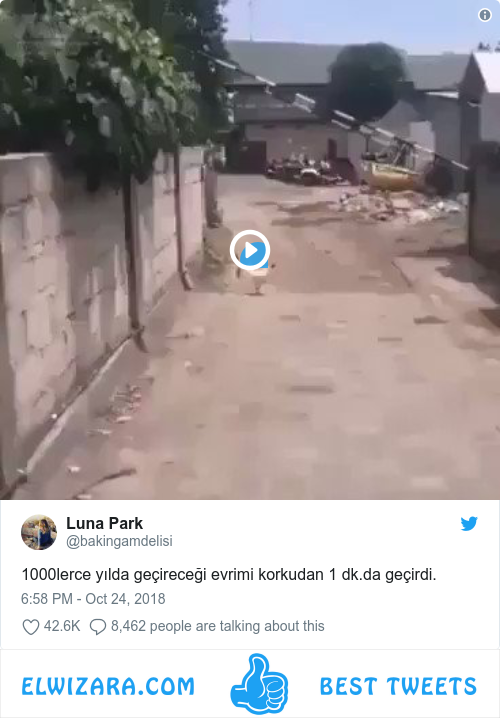 Luna Park
@bakingamdelisi
1000lerce yılda geçireceği evrimi korkudan 1 dk.da geçirdi.
6:58 PM - Oct 24, 2018
42.6K 8,462 people are talking about this
ELWIZARA.COM BEST TWEETS